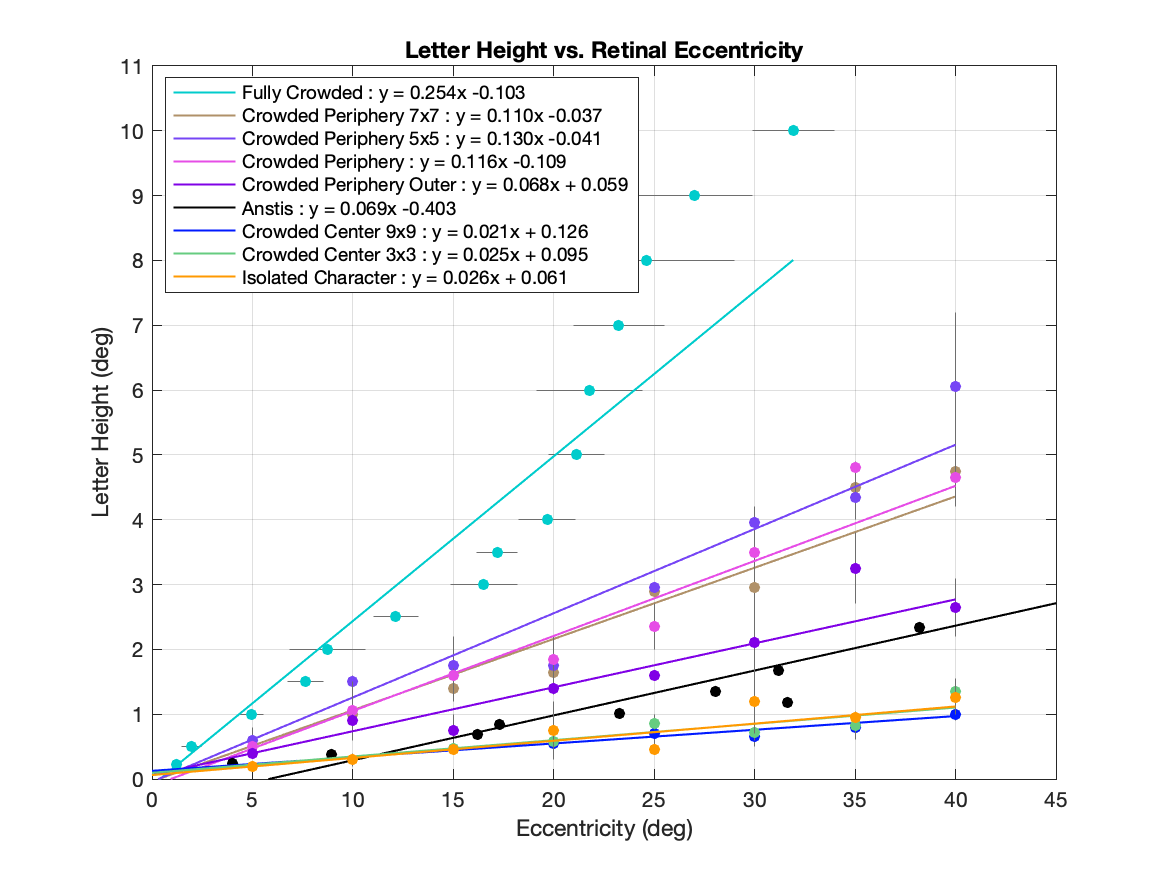 Letter Height vs. Retinal Eccentricity
11
10
9
8
7
6
5
4
3
2
1
0
Letter Height (deg)
Fully Crowded : y = 0.254x -0.103
Crowded Periphery 7x7 : y = 0.110x -0.037
Crowded Periphery 5x5 : y = 0.130x -0.041
Crowded Periphery : y = 0.116x -0.109
Crowded Periphery Outer : y = 0.068x + 0.059
Anstis : y = 0.069x -0.403
Crowded Center 9x9 : y = 0.021x + 0.126
Crowded Center 3x3 : y = 0.025x + 0.095
Isolated Character : y = 0.026x + 0.061
0 5 10 15 20 25 30 35 40 45
Eccentricity (deg)